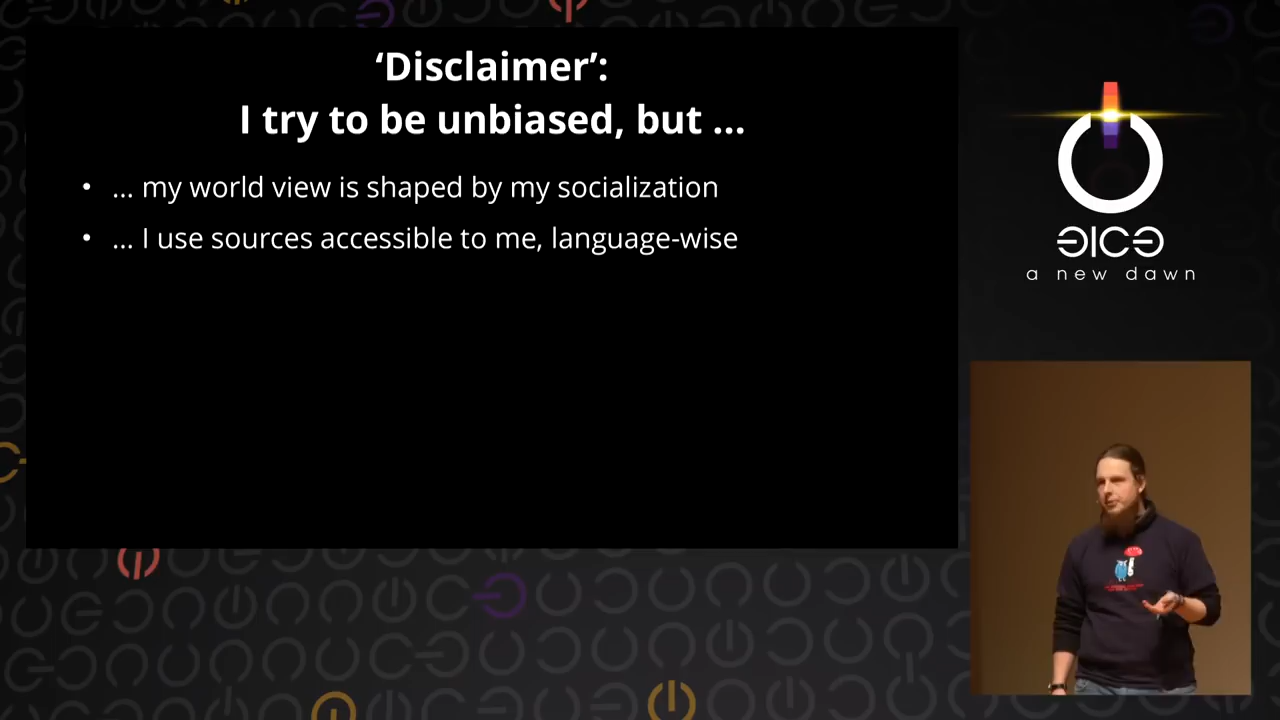 ‘Disclaimer’:
I try to be unbiased, but ...
• ... my world view is shaped by my socialization
• ... I use sources accessible to me, language-wise
a new dawn